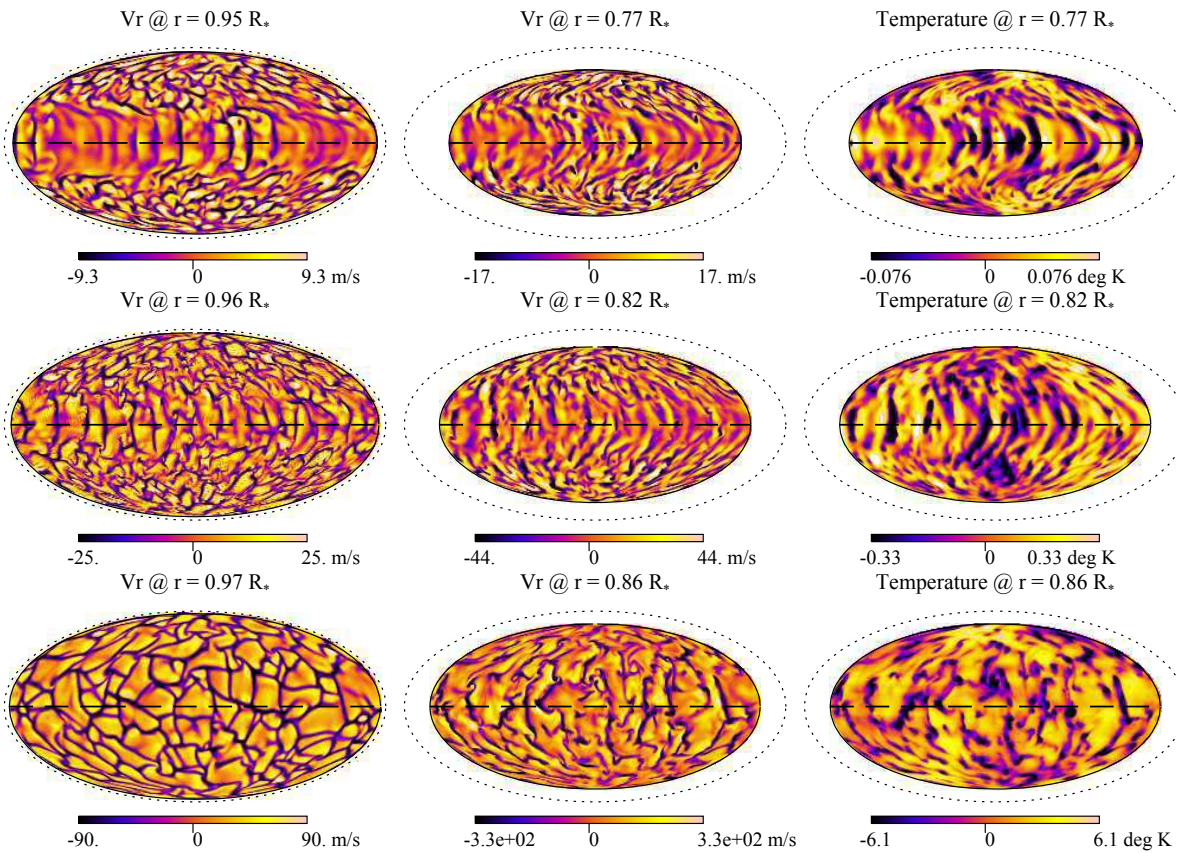 Vr @ r = 0.95 R* Vr @ r = 0.77 R* Temperature @ r = 0.77 R*
-9.3 0 9.3 m/s -17. 0 17. m/s -0.076 0 0.076 deg K
Vr @ r = 0.96 R* Vr @ r = 0.82 R* Temperature @ r = 0.82 R*
-25. 0 25. m/s -44. 0 44. m/s -0.33 0 0.33 deg K
Vr @ r = 0.97 R* Vr @ r = 0.86 R* Temperature @ r = 0.86 R*
-90. 0 90. m/s -3.3e+02 0 3.3e+02 m/s -6.1 0 6.1 deg K